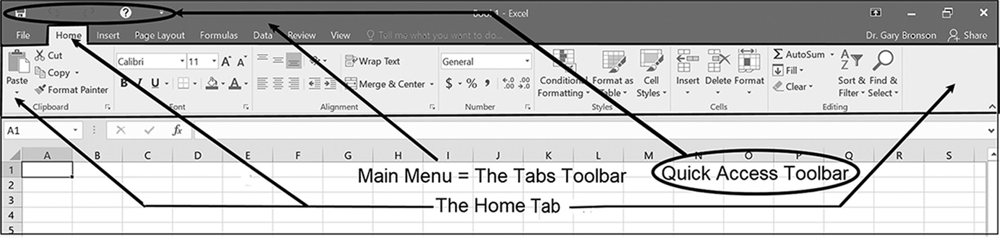 ? Book1 - Excel
File Home Insert Page Layout Formulas Data Review View Tell me what you want to do... Dr. Gary Bronson Share
Cut
Copy
Paste
Format Painter
Clipboard
Calibri 11 A A
B I U A
Font
Wrap Text
Merge & Center
Alignment
General
$ % , .0 .00 .00 .0
Number
Conditional Format as Cell
Formatting Table Styles
Styles
Insert Delete Format
Cells
AutoSum
Fill
Clear
Sort & Find &
Filter Select
Editing
A1 fx
A B C D E F G H I J K L M N O P Q R S
1
2
3
4
5
Main Menu = The Tabs Toolbar
Quick Access Toolbar
The Home Tab